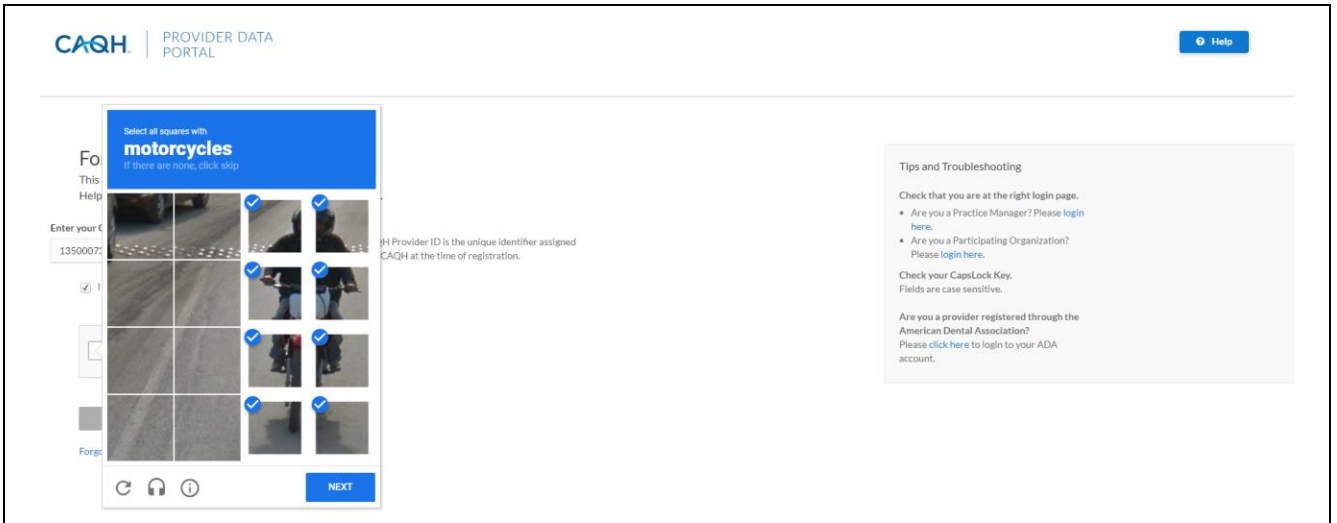 CAQH
PROVIDER DATA
PORTAL
Help
Select all squares with
motorcycles
If there are none, click skip
Fo
This
Help
Enter your
13500073
I
H Provider ID is the unique identifier assigned
CAQH at the time of registration.
Forgo
NEXT
Tips and Troubleshooting
Check that you are at the right login page.
• Are you a Practice Manager? Please login
here.
• Are you a Participating Organization?
Please login here.
Check your CapsLock Key.
Fields are case sensitive.
Are you a provider registered through the
American Dental Association?
Please click here to login to your ADA
account.